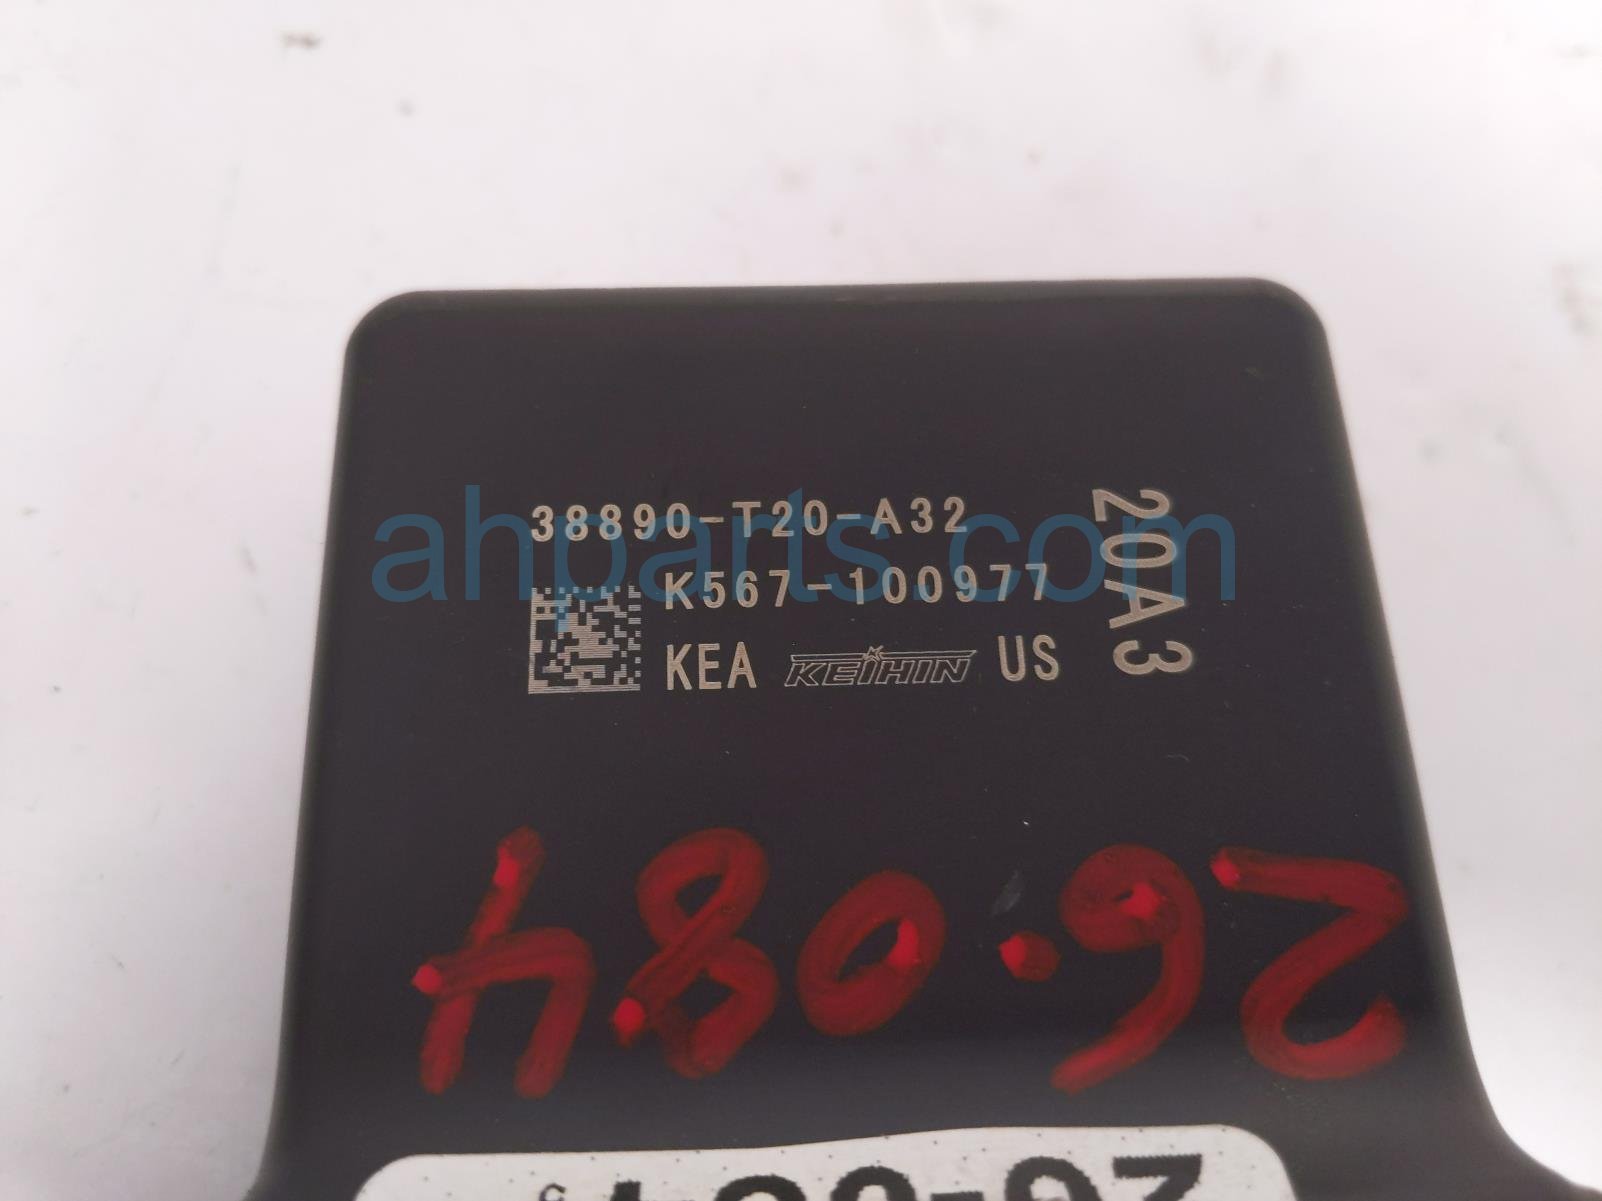 38890-T20-A32
K567-100977
KEA KEIHIN US
20A3
ahparts.com
26.084